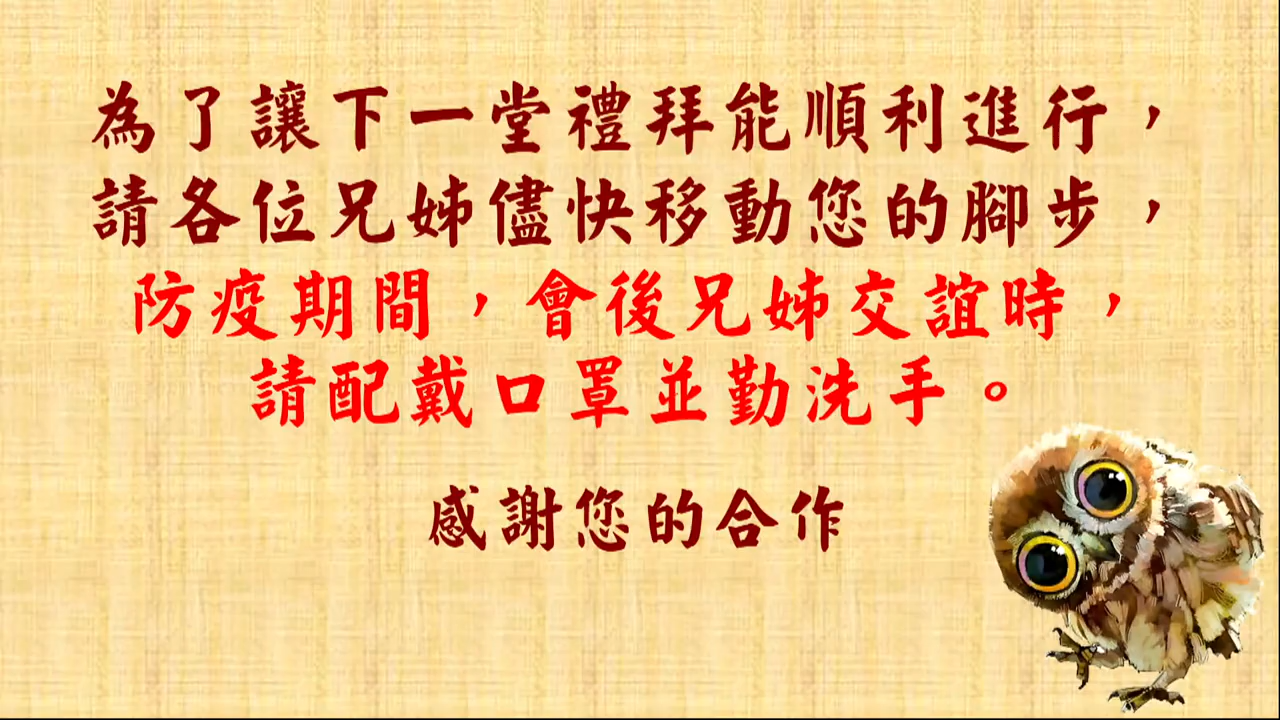 為了讓下一堂禮拜能順利進行，
請各位兄姊儘快移動您的腳步，
防疫期間，會後兄姊交誼時，
請配戴口罩並勤洗手。
感謝您的合作